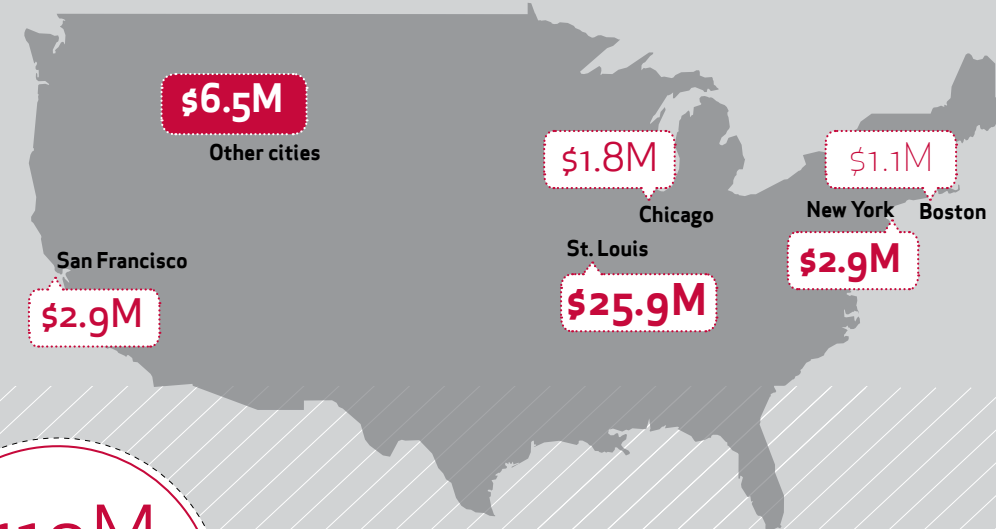 $6.5M
Other cities
$1.8M
Chicago
$1.1M
Boston
New York
$2.9M
St. Louis
$25.9M
San Francisco
$2.9M